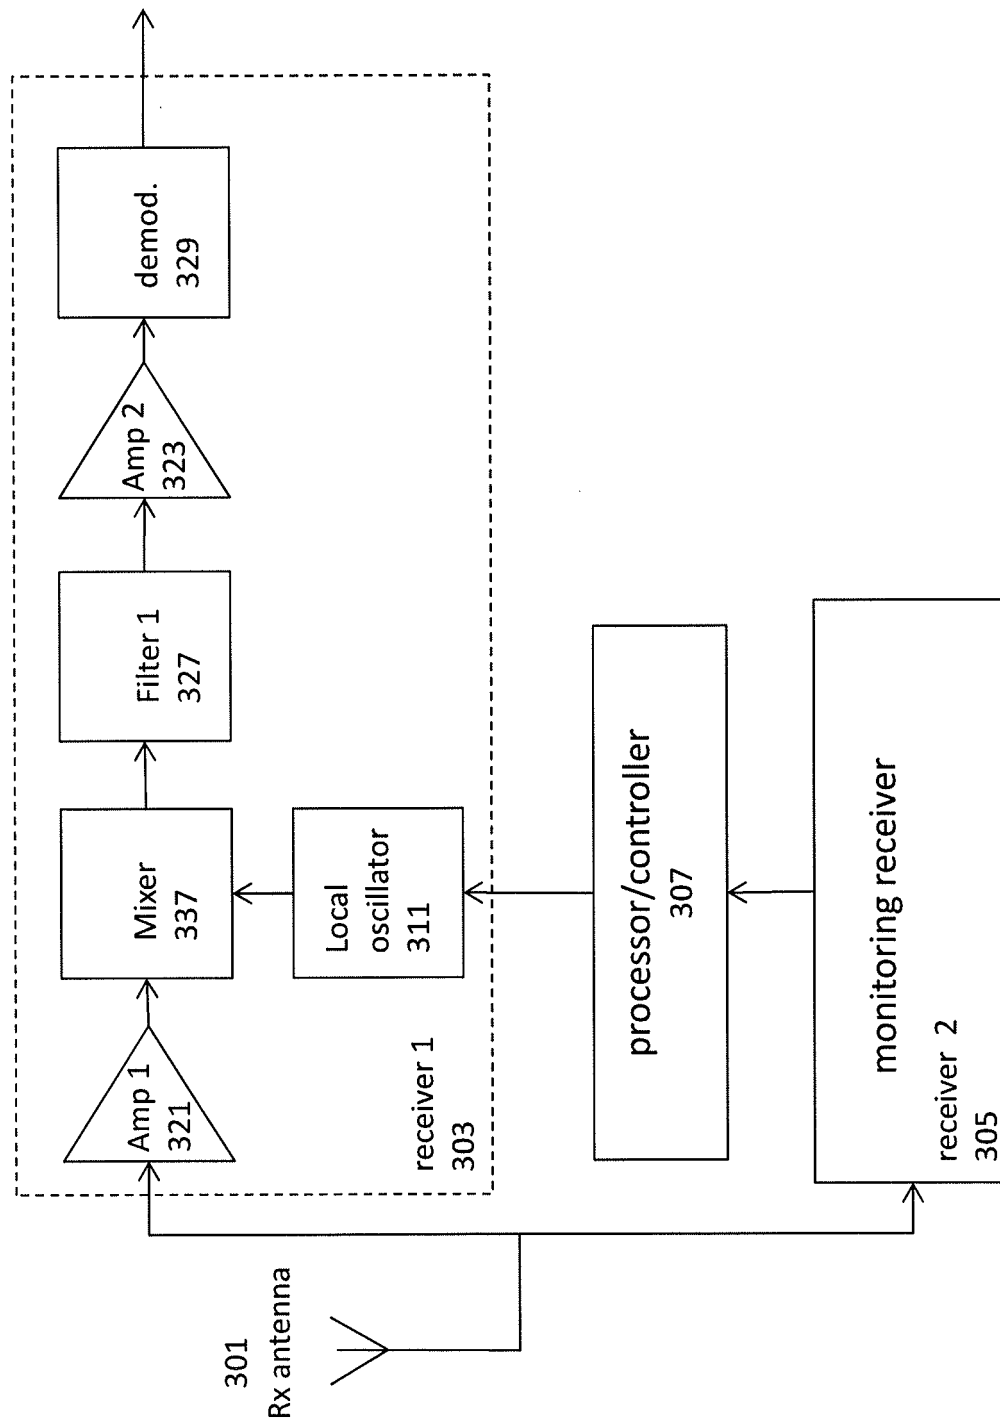 301
Rx antenna
Amp 1
321
Mixer
337
Filter 1
327
Amp 2
323
demod.
329
Local
oscillator
311
receiver 1
303
processor/controller
307
monitoring receiver
receiver 2
305